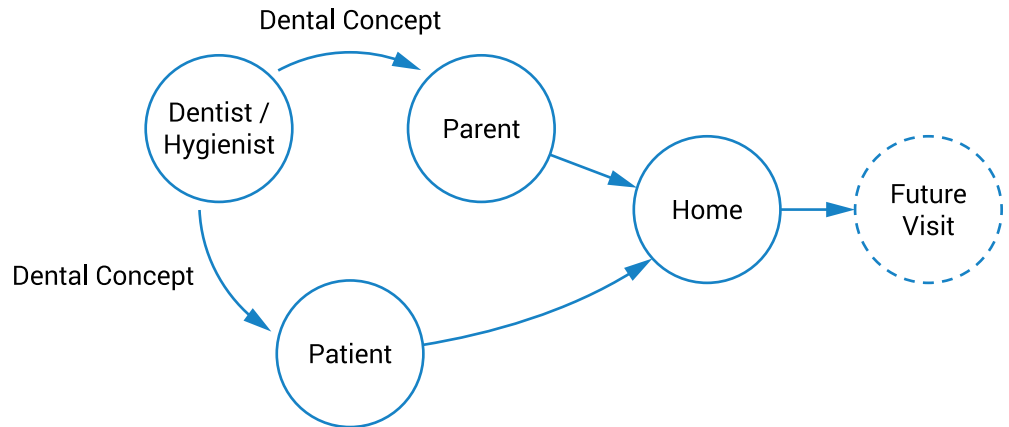 Dental Concept
Dentist /
Hygienist
Parent
Home
Future
Visit
Dental Concept
Patient